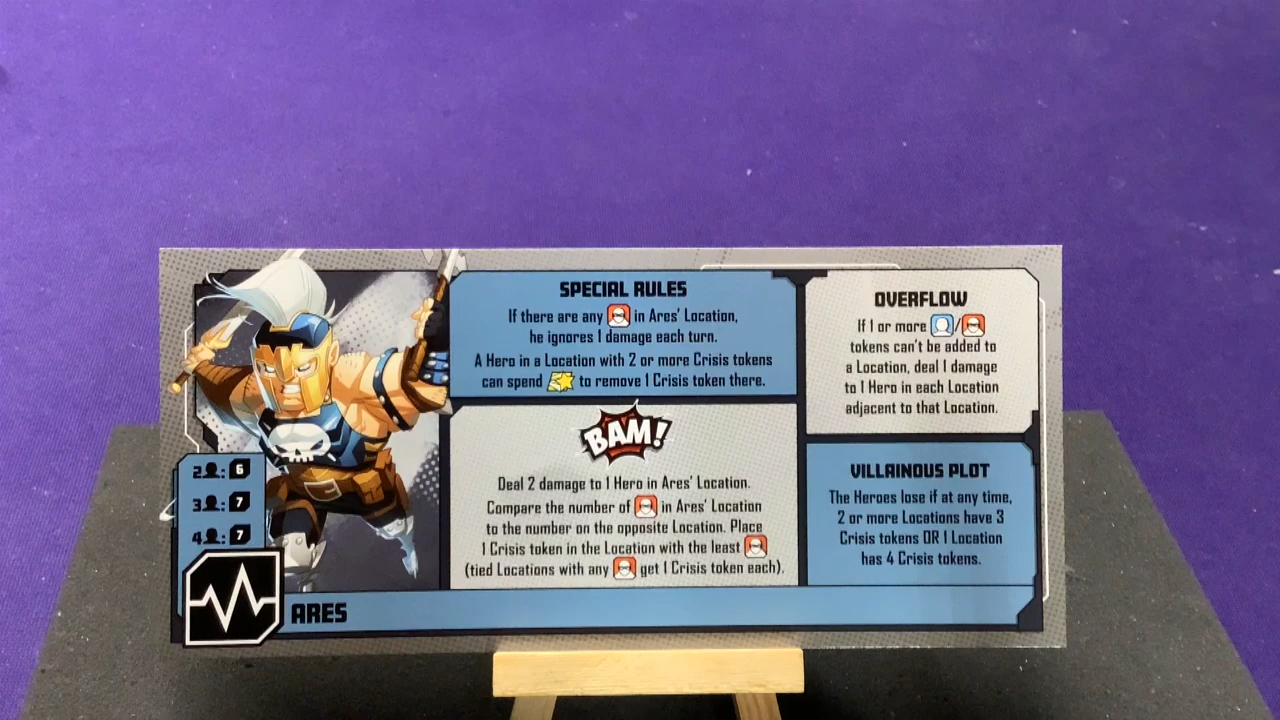 SPECIAL RULES
If there are any in Ares' Location,
he ignores 1 damage each turn.
A Hero in a Location with 2 or more Crisis tokens
can spend to remove 1 Crisis token there.
BAM!
Deal 2 damage to 1 Hero in Ares' Location.
Compare the number of in Ares' Location
to the number on the opposite Location. Place
1 Crisis token in the Location with the least
(tied Locations with any get 1 Crisis token each).
OVERFLOW
If 1 or more /
tokens can't be added to
a Location, deal 1 damage
to 1 Hero in each Location
adjacent to that Location.
VILLAINOUS PLOT
The Heroes lose if at any time,
2 or more Locations have 3
Crisis tokens OR 1 Location
has 4 Crisis tokens.
2 : 6
3 : 7
4 : 7
ARES